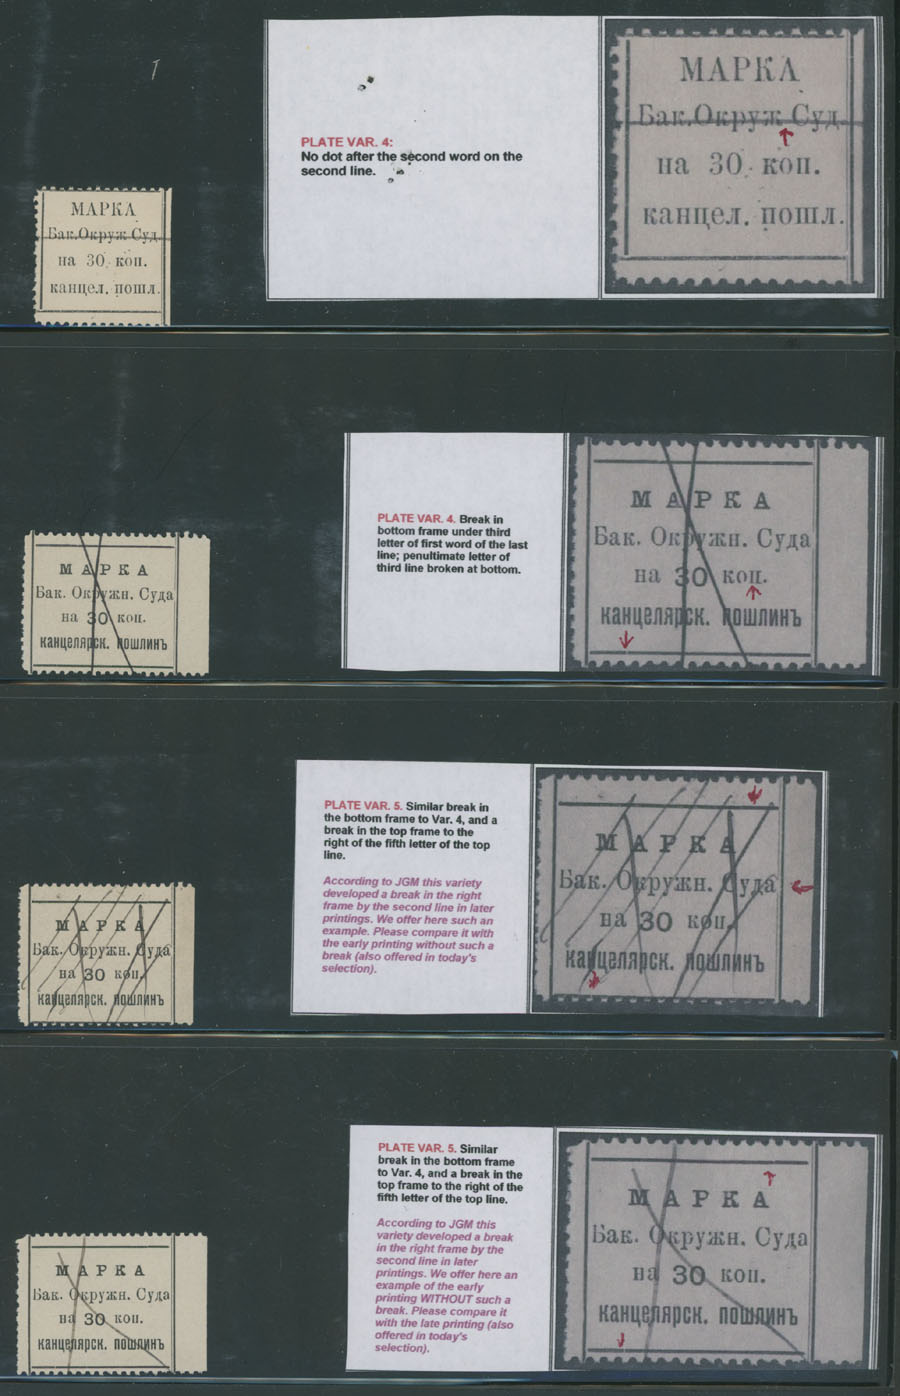 МАРКА
Бак.Окруж Суд.
на 30 коп.
канцел. пошл.
PLATE VAR. 4:
No dot after the second word on the
second line.
МАРКА
Бак.Окруж Суд.
на 30 коп.
канцел. пошл.
МАРКА
Бак. Окружн. Суда
на 30 коп.
канцелярск. пошлинъ
PLATE VAR. 4. Break in
bottom frame under third
letter of first word of the last
line; penultimate letter of
third line broken at bottom.
МАРКА
Бак. Окружн. Суда
на 30 коп.
канцелярск. пошлинъ
МАРКА
Бак. Окружн. Суда
на 30 коп.
канцелярск. пошлинъ
PLATE VAR. 5. Similar break in
the bottom frame to Var. 4, and a
break in the top frame to the
right of the fifth letter of the top
line.
According to JGM this variety
developed a break in the right
frame by the second line in later
printings. We offer here such an
example. Please compare it with
the early printing without such a
break (also offered in today's
selection).
МАРКА
Бак. Окружн. Суда
на 30 коп.
канцелярск. пошлинъ
МАРКА
Бак. Окружн. Суда
на 30 коп.
канцелярск. пошлинъ
PLATE VAR. 5. Similar
break in the bottom frame
to Var. 4, and a break in the
top frame to the right of the
fifth letter of the top line.
According to JGM this
variety developed a break
in the right frame by the
second line in later
printings. We offer here an
example of the early
printing WITHOUT such a
break. Please compare it
with the late printing (also
offered in today's
selection).
МАРКА
Бак. Окружн. Суда
на 30 коп.
канцелярск. пошлинъ